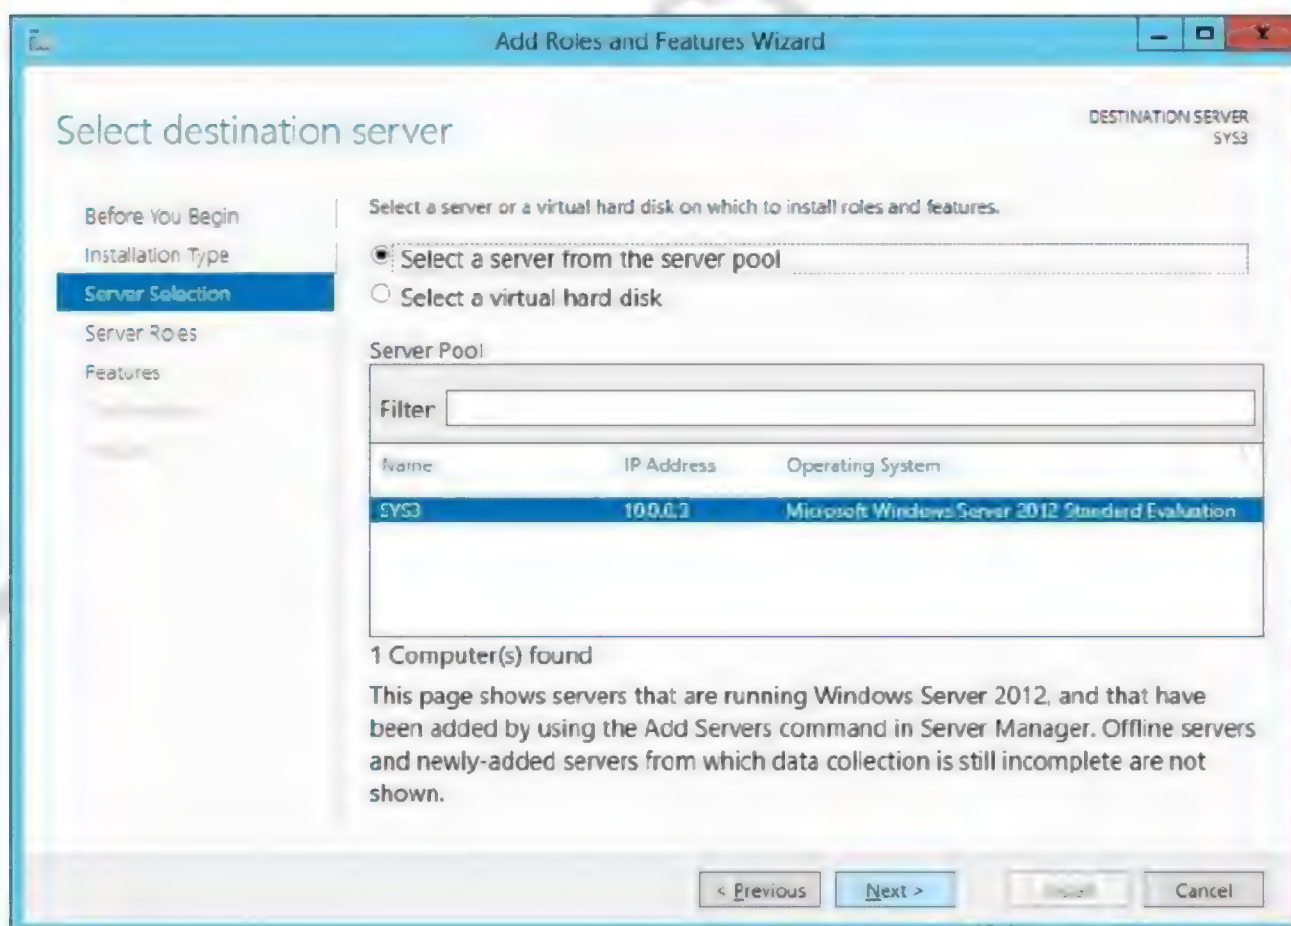 Add Roles and Features Wizard
Select destination server
DESTINATION SERVER
SYS3
Before You Begin
Installation Type
Server Selection
Server Roles
Features
Select a server or a virtual hard disk on which to install roles and features.
Select a server from the server pool
Select a virtual hard disk
Server Pool
Filter
Name IP Address Operating System
SYS3 Microsoft Windows Server 2012 Standard Evaluation
1 Computer(s) found
This page shows servers that are running Windows Server 2012, and that have
been added by using the Add Servers command in Server Manager. Offline servers
and newly-added servers from which data collection is still incomplete are not
shown.
< Previous Next > Cancel